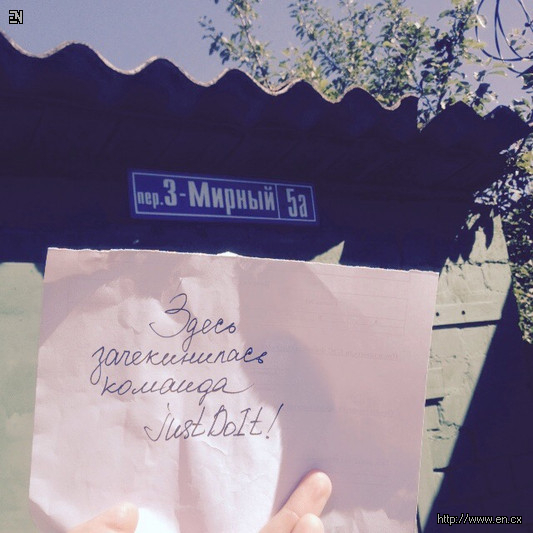 EN
пер. 3-Мирный 5а
Здесь
зачекинилась
команда
justDoIt!
http://www.en.cx